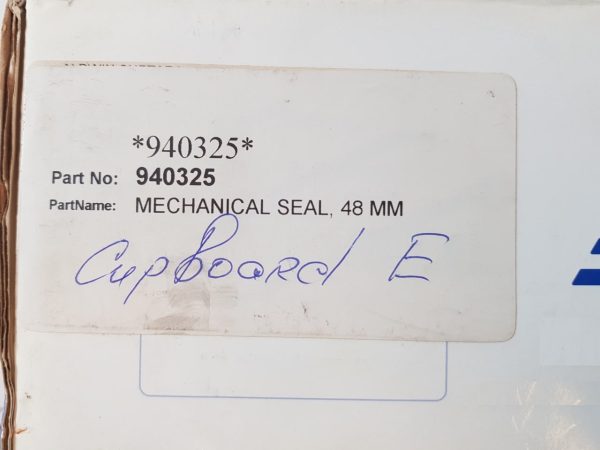 *940325*
Part No: 940325
PartName: MECHANICAL SEAL, 48 MM
Cupboard E